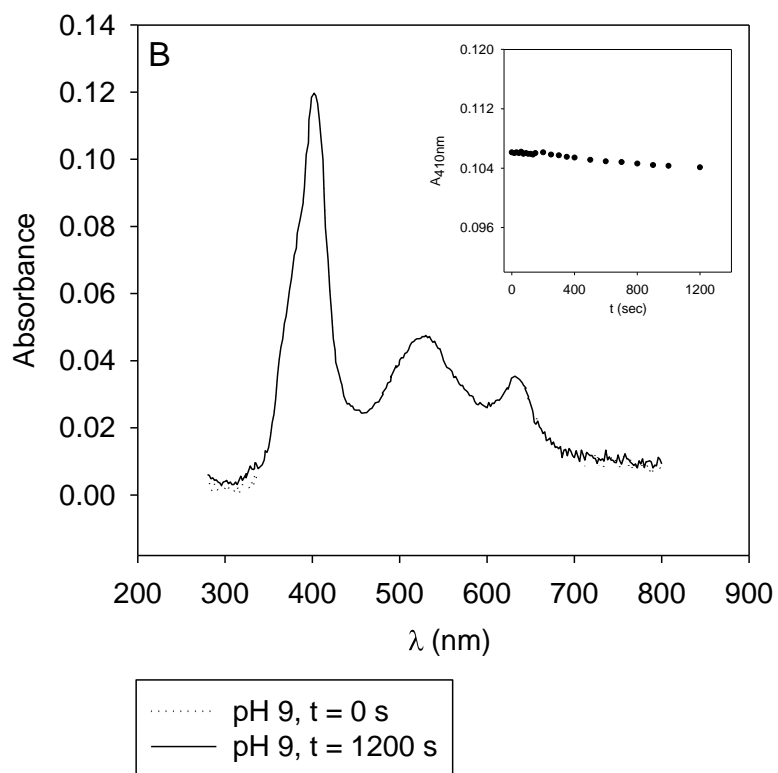 B
0.14
0.12
0.10
0.08
0.06
0.04
0.02
0.00
Absorbance
200 300 400 500 600 700 800 900
λ (nm)
0.120
0.112
0.104
0.096
A410nm
0 400 800 1200
t (sec)
pH 9, t = 0 s
pH 9, t = 1200 s